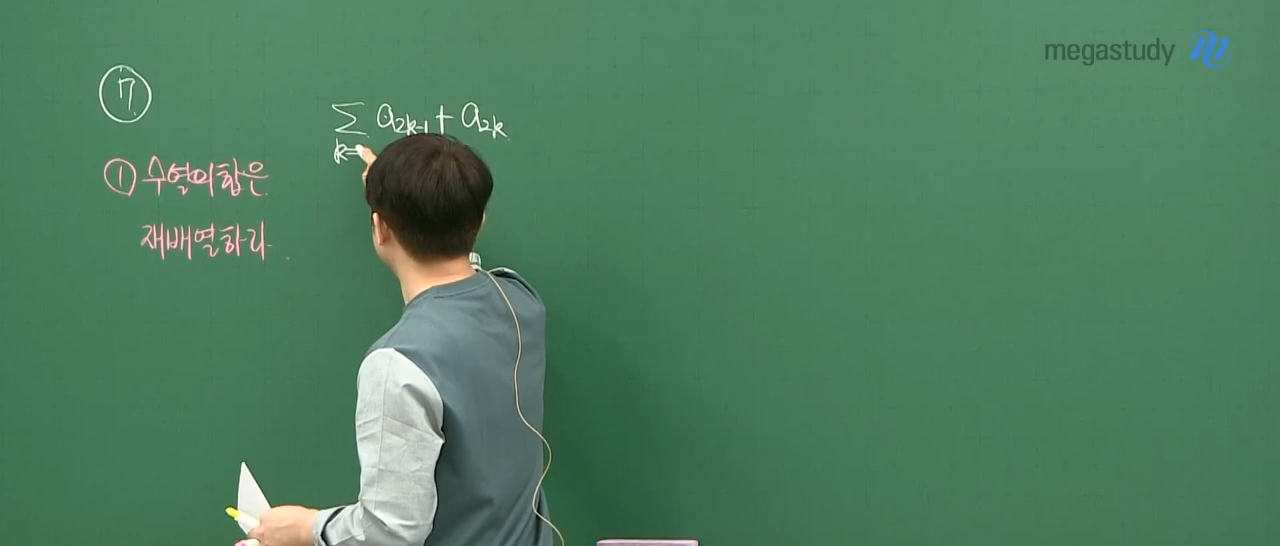 megastudy
⑰
∑ a2k-1 + a2k
k=
① 수열의 합은
재배열하라.